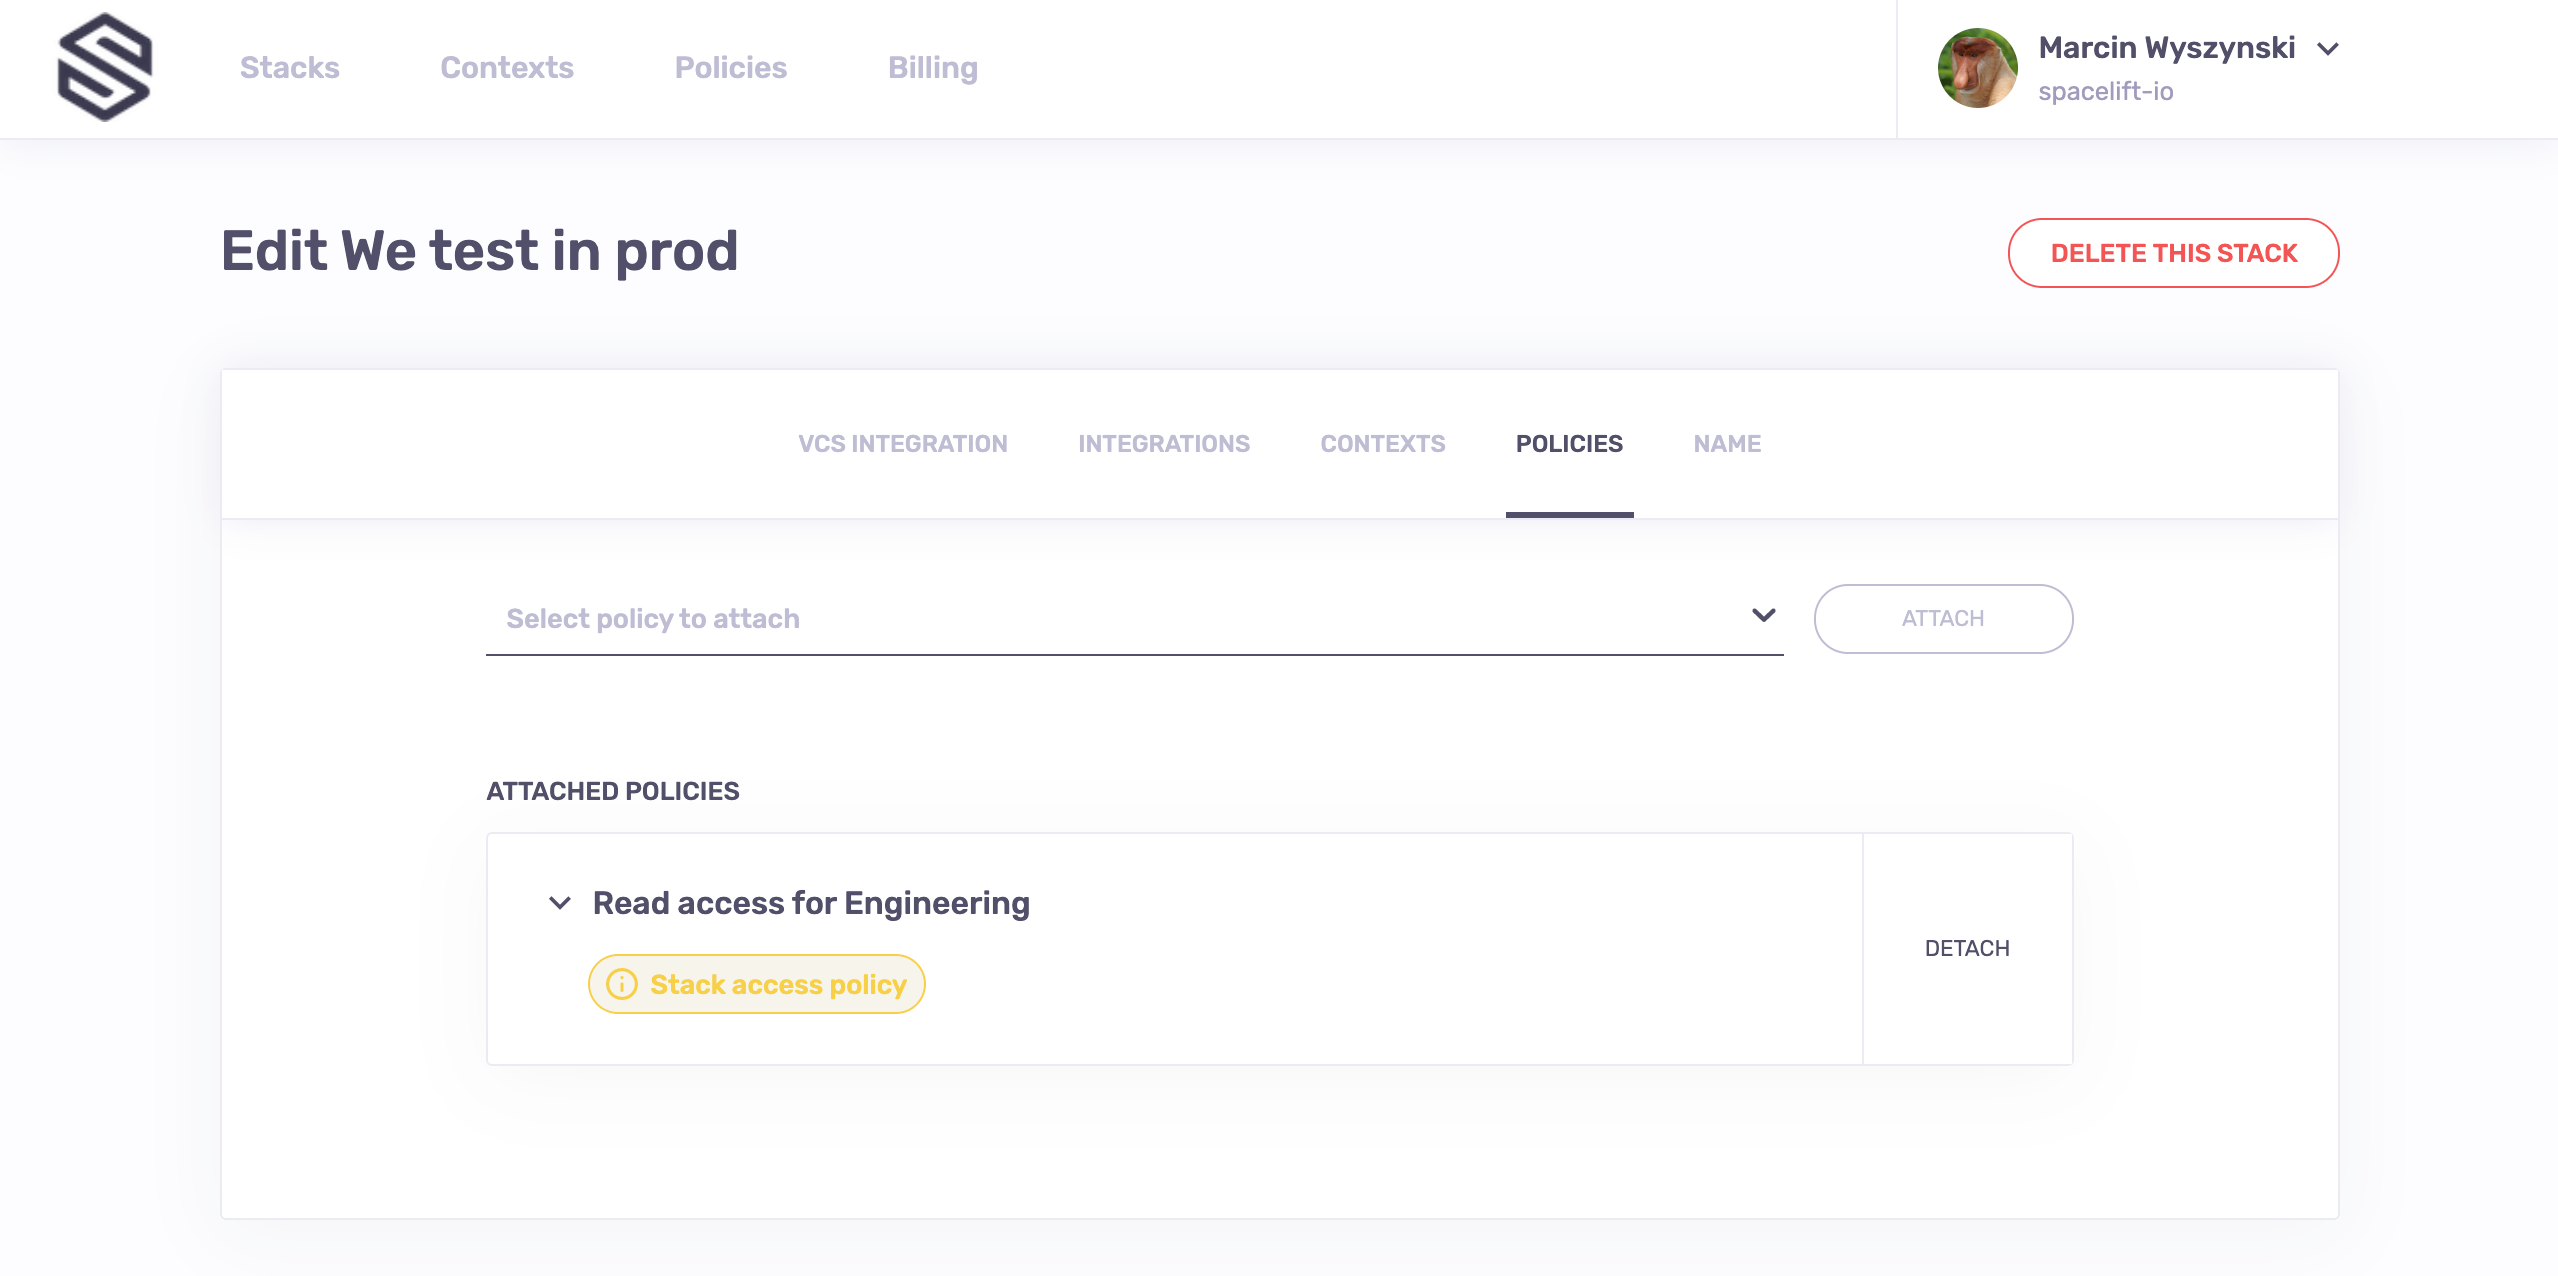 Stacks
Contexts
Policies
Billing
Marcin Wyszynski
spacelift-io
Edit We test in prod
DELETE THIS STACK
VCS INTEGRATION
INTEGRATIONS
CONTEXTS
POLICIES
NAME
Select policy to attach
ATTACH
ATTACHED POLICIES
Read access for Engineering
Stack access policy
DETACH